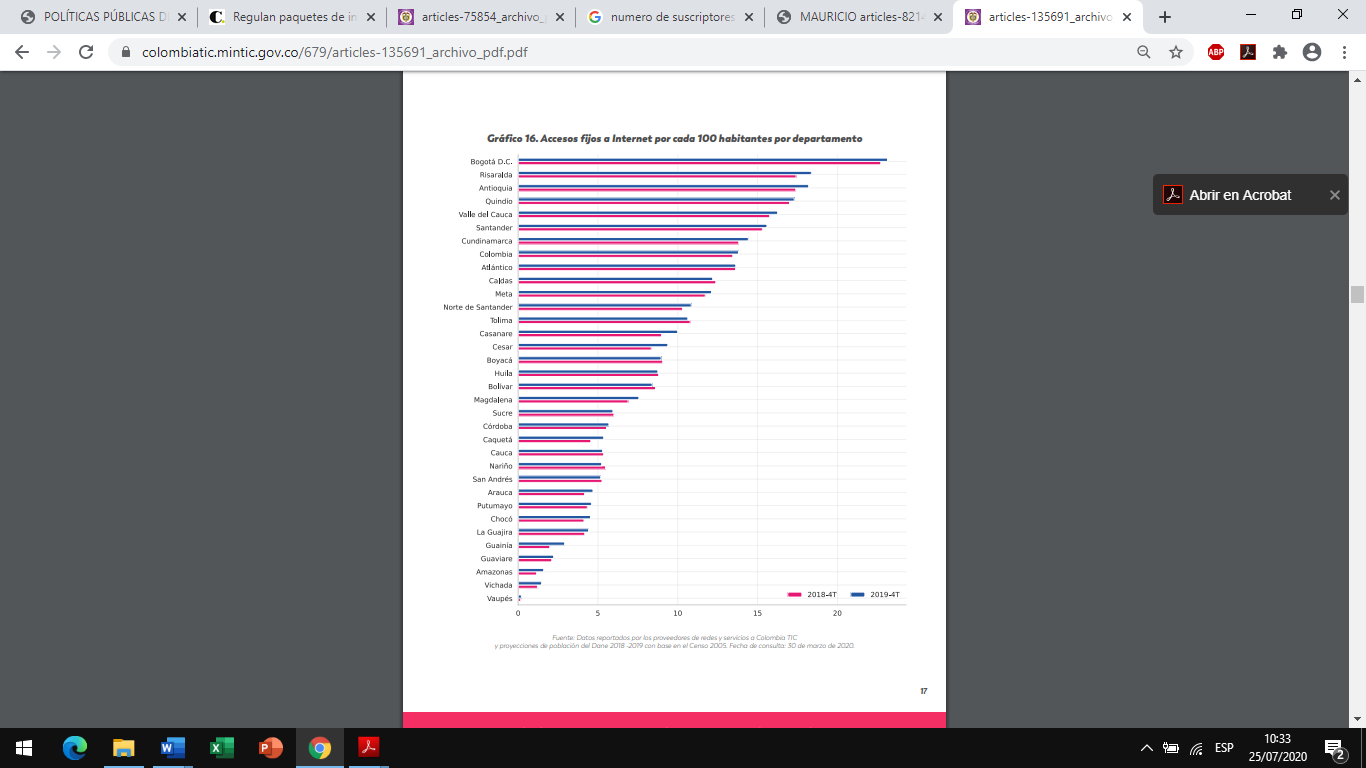 POLÍTICAS PÚBLICAS D
Regulan paquetes de in
articles-75854_archivo_
numero de suscriptores
MAURICIO articles-821
articles-135691_archivo
colombiatic.mintic.gov.co/679/articles-135691_archivo_pdf.pdf
ABP
Abrir en Acrobat
Gráfico 16. Accesos fijos a Internet por cada 100 habitantes por departamento
Bogotá D.C.
Risaralda
Antioquia
Quindío
Valle del Cauca
Santander
Cundinamarca
Colombia
Atlántico
Caldas
Meta
Norte de Santander
Tolima
Casanare
Cesar
Boyacá
Huila
Bolívar
Magdalena
Sucre
Córdoba
Caquetá
Cauca
Nariño
San Andrés
Arauca
Putumayo
Chocó
La Guajira
Guainía
Guaviare
Amazonas
Vichada
Vaupés
2018-4T 2019-4T
0 5 10 15 20
Fuente: Datos reportados por los proveedores de redes y servicios a Colombia TIC
y proyecciones de población del Dane 2018 -2019 con base en el Censo 2005. Fecha de consulta: 30 de marzo de 2020.
17
ESP
10:33
25/07/2020
2